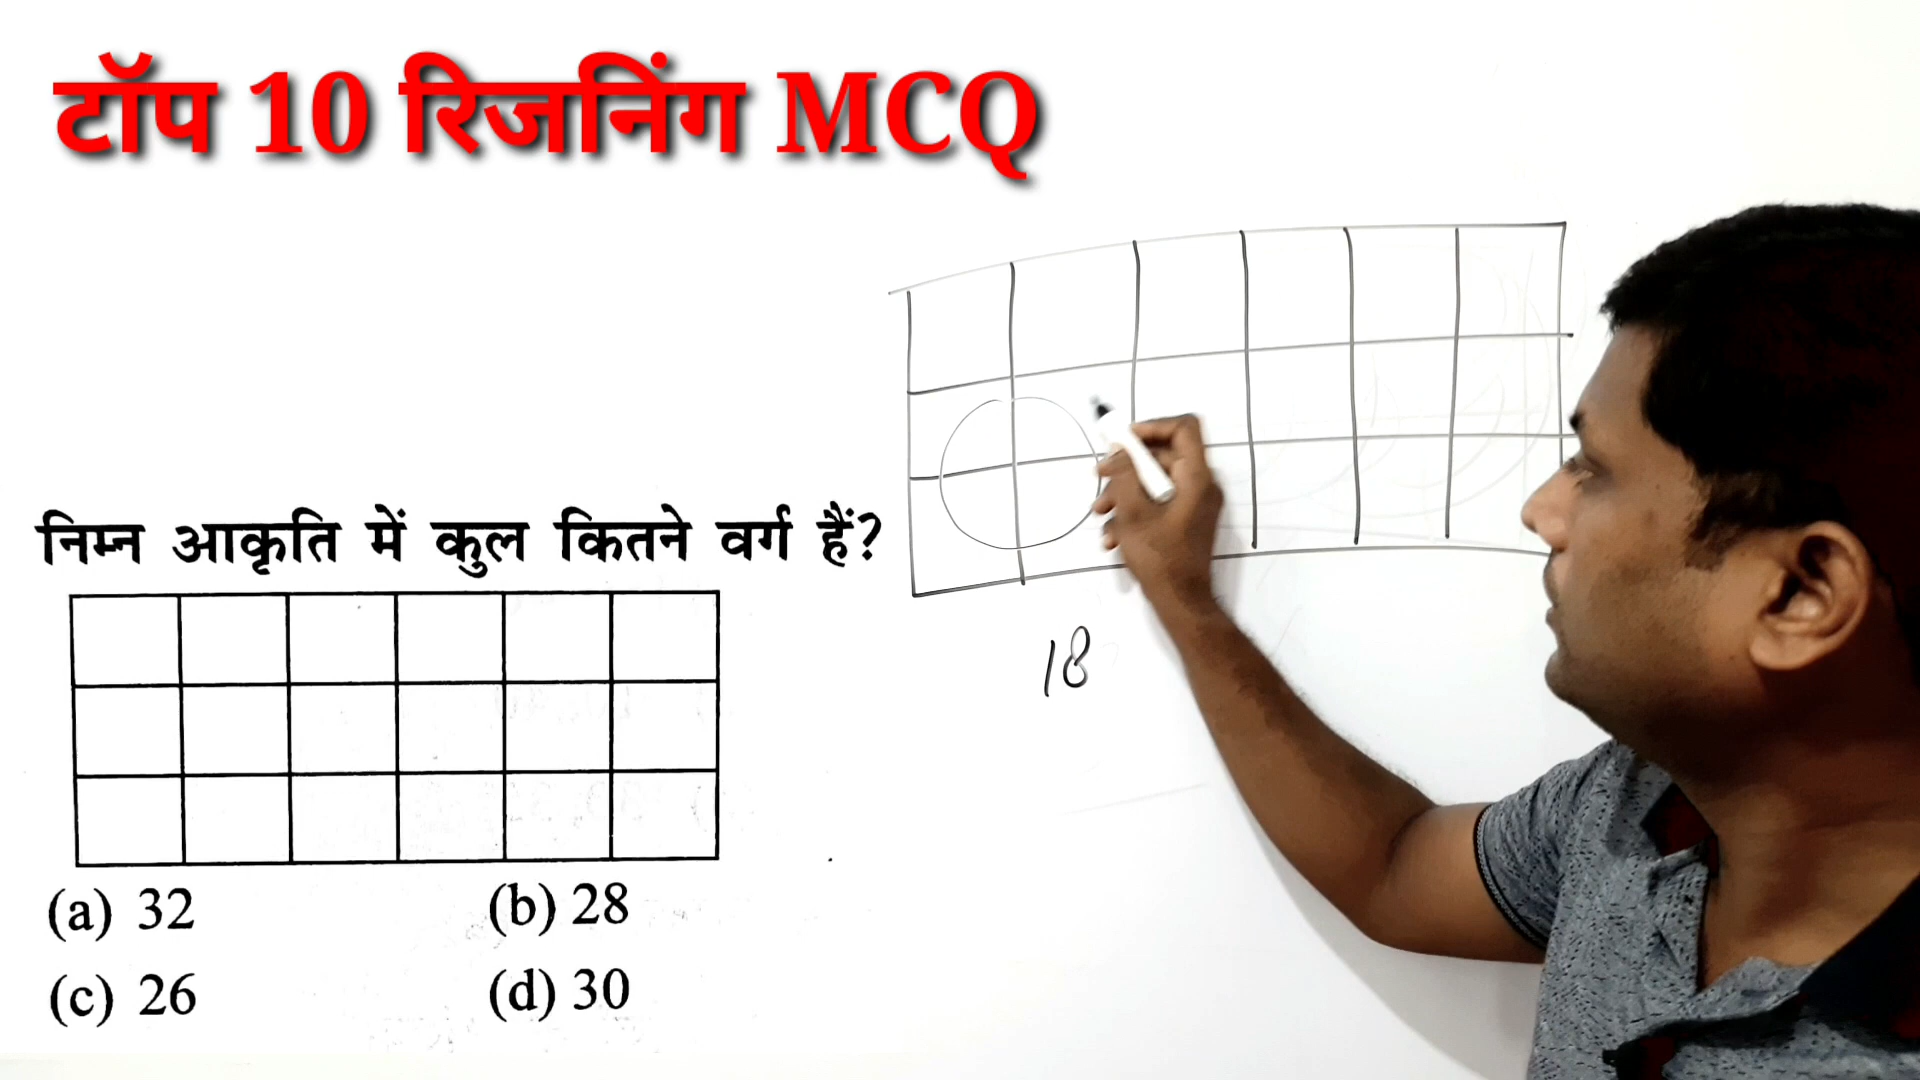 टॉप 10 रिजनिंग MCQ
निम्न आकृति में कुल कितने वर्ग हैं?
(a) 32
(b) 28
(c) 26
(d) 30
18